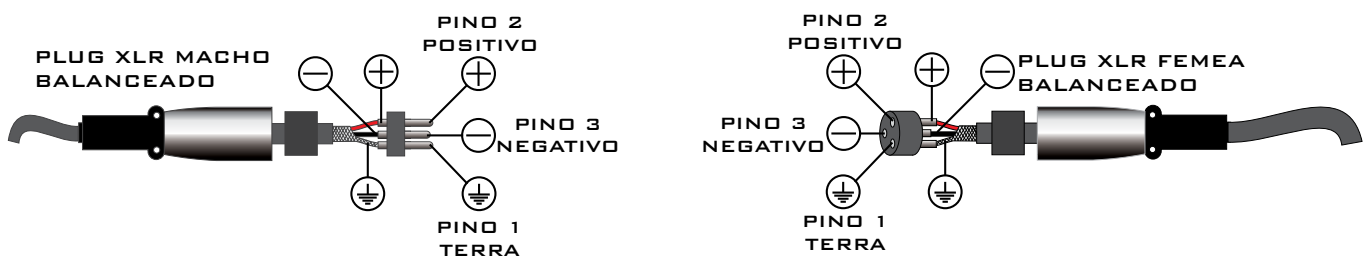 PLUG XLR MACHO
BALANCEADO
PINO 2
POSITIVO
PINO 3
NEGATIVO
PINO 1
TERRA
PINO 2
POSITIVO
PLUG XLR FEMEA
BALANCEADO
PINO 3
NEGATIVO
PINO 1
TERRA